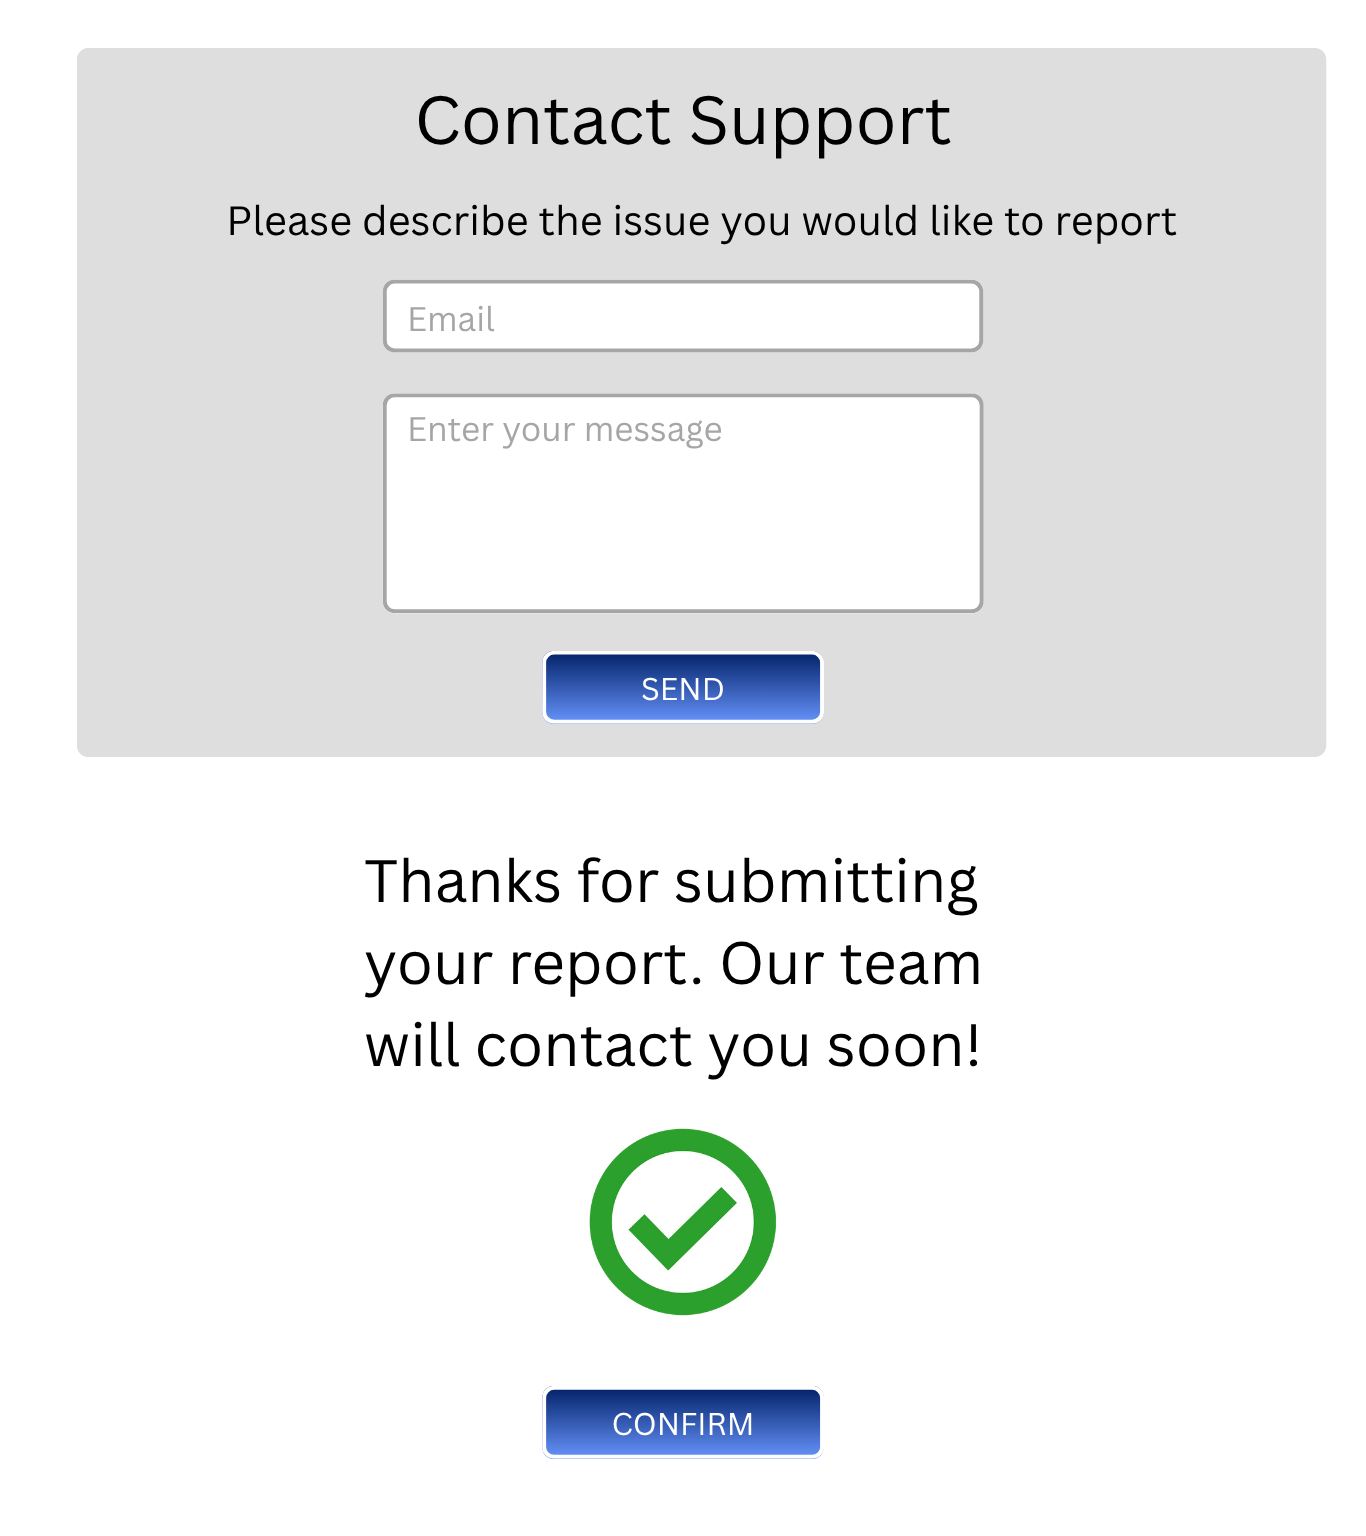 Contact Support
Please describe the issue you would like to report
Email
Enter your message
SEND
Thanks for submitting
your report. Our team
will contact you soon!
CONFIRM